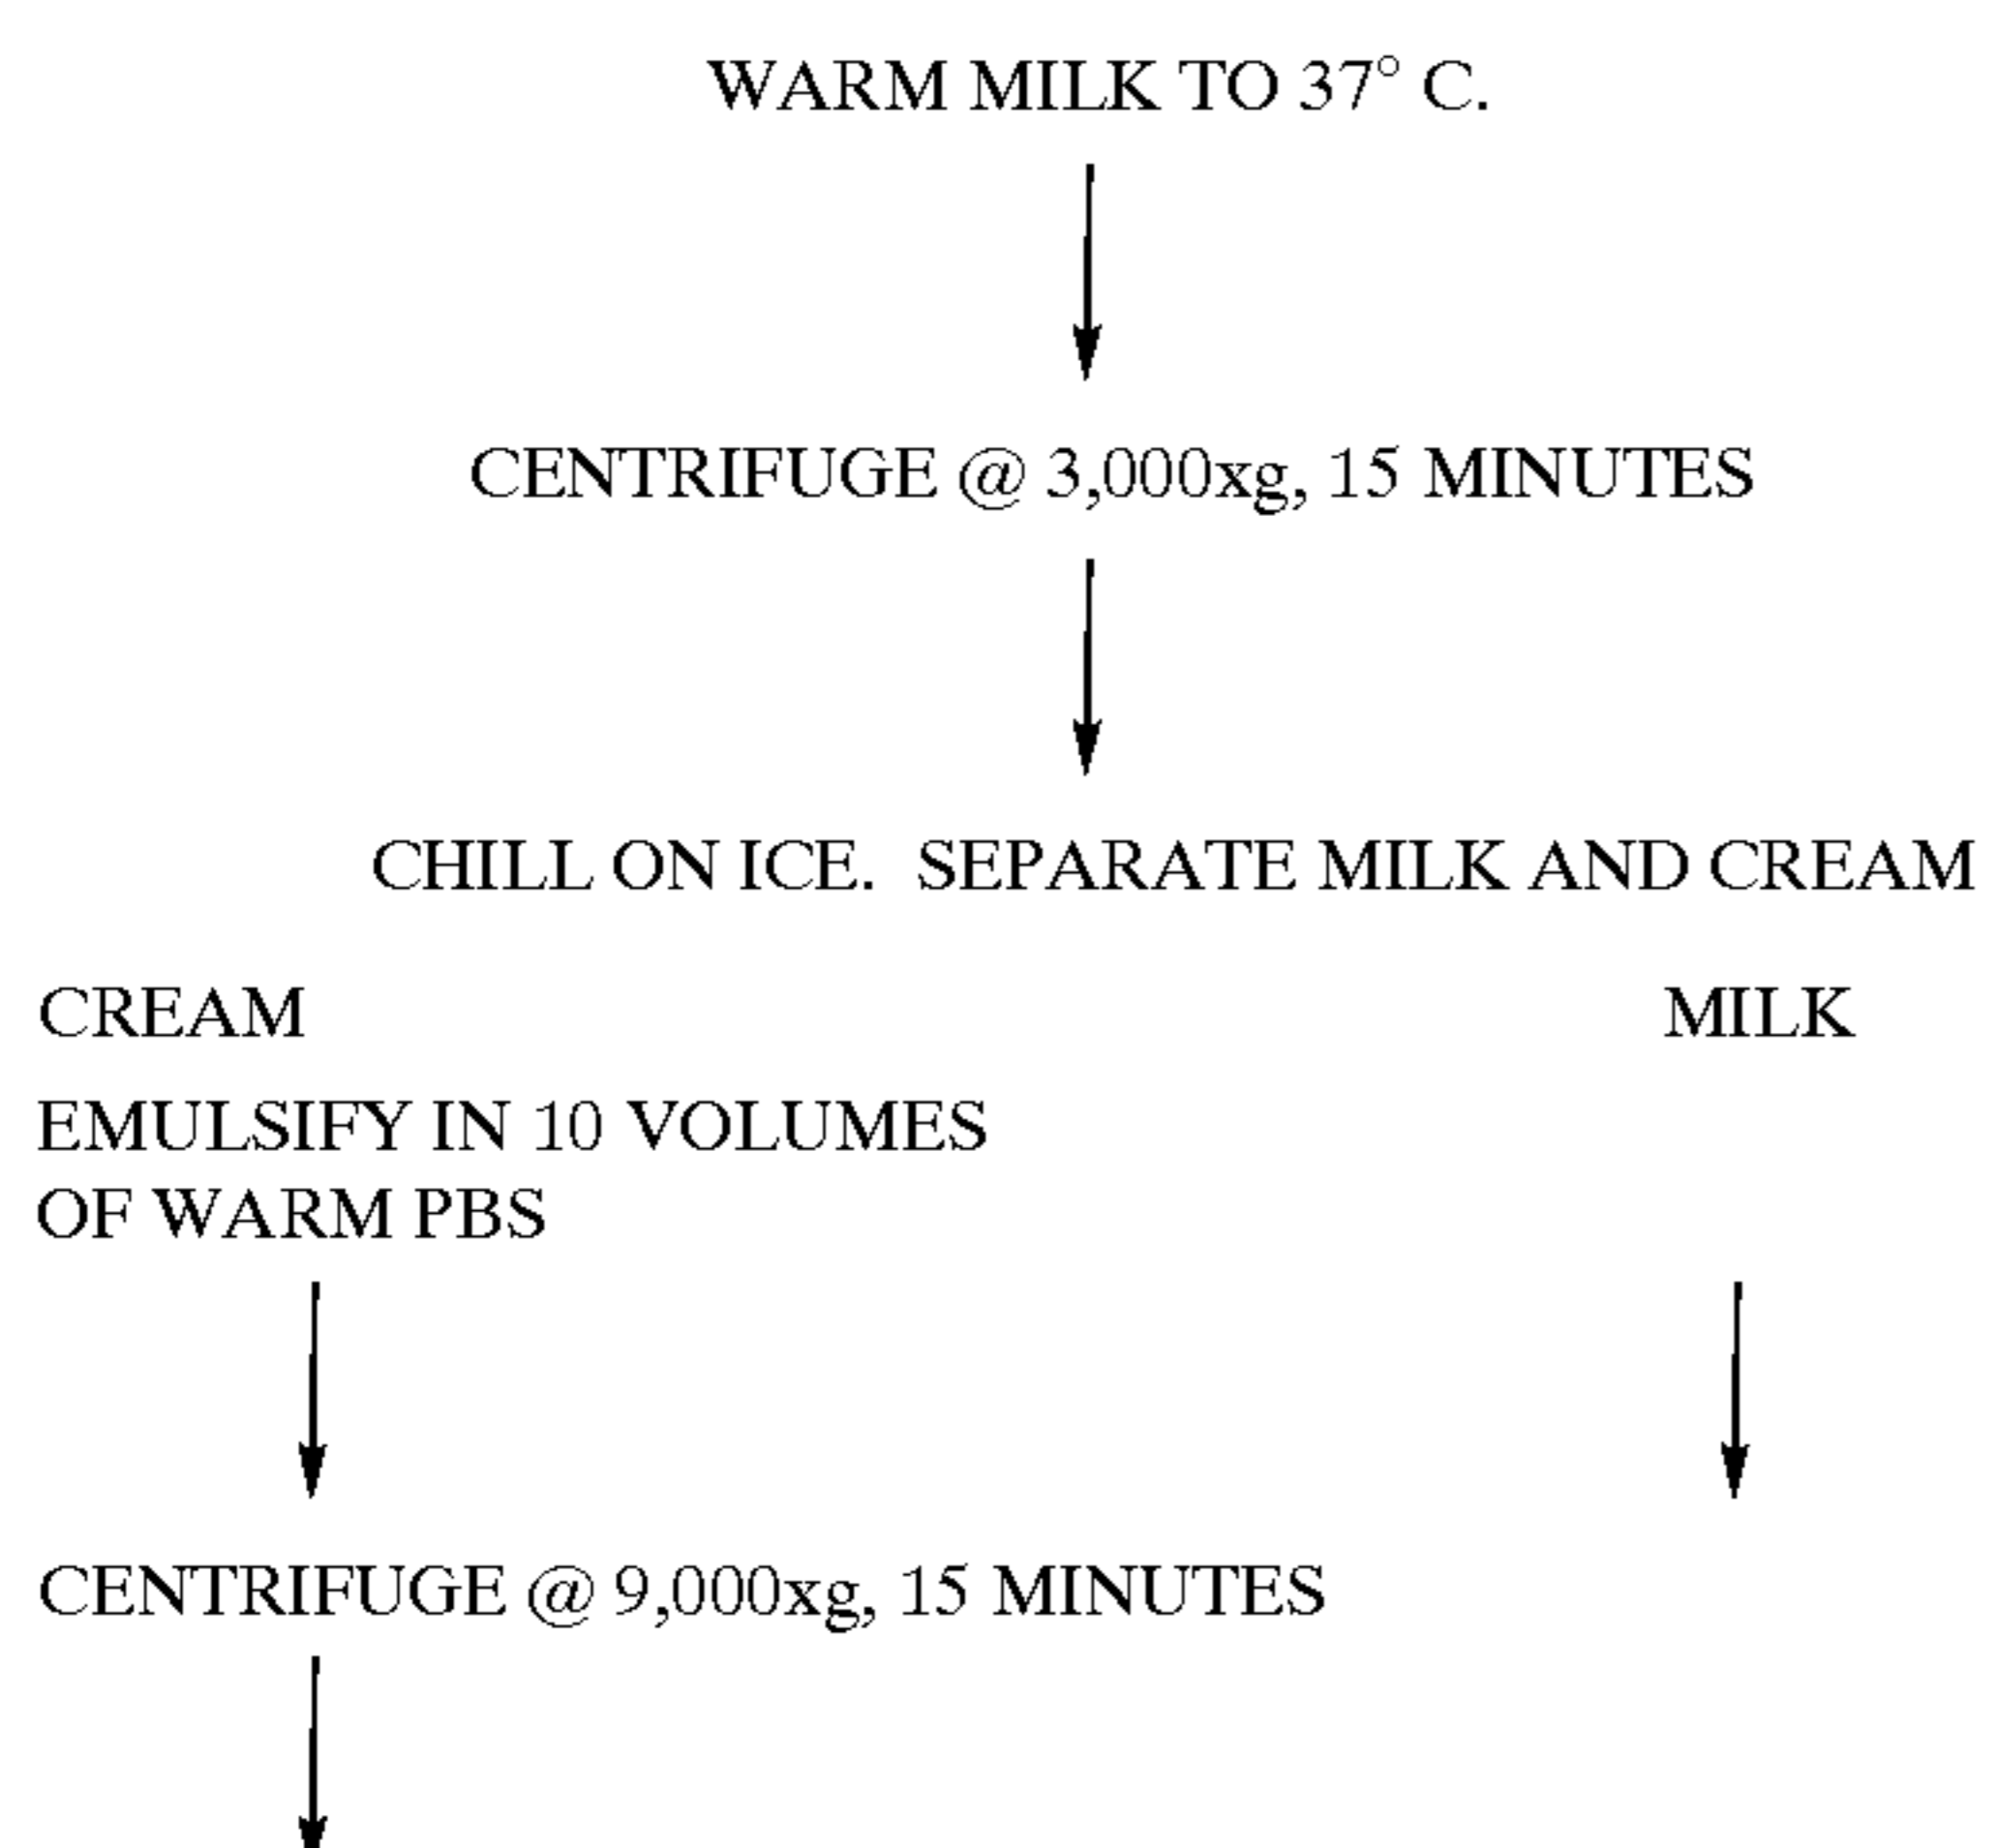 WARM MILK TO 37° C.
CENTRIFUGE @ 3,000xg, 15 MINUTES
CHILL ON ICE. SEPARATE MILK AND CREAM
CREAM
MILK
EMULSIFY IN 10 VOLUMES
OF WARM PBS
CENTRIFUGE @ 9,000xg, 15 MINUTES